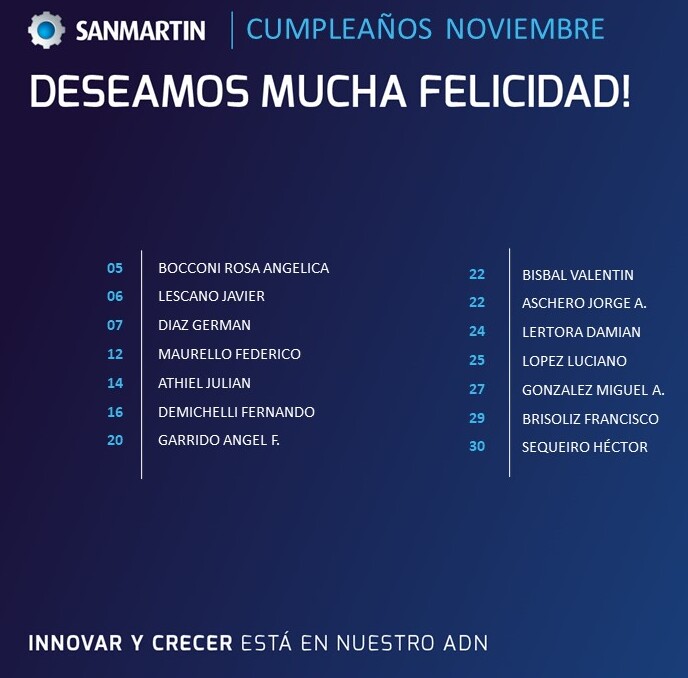 SANMARTIN | CUMPLEAÑOS NOVIEMBRE
DESEAMOS MUCHA FELICIDAD!
05 BOCCONI ROSA ANGELICA
06 LESCANO JAVIER
07 DIAZ GERMAN
12 MAURELLO FEDERICO
14 ATHIEL JULIAN
16 DEMICHELLI FERNANDO
20 GARRIDO ANGEL F.
22 BISBAL VALENTIN
22 ASCHERO JORGE A.
24 LERTORA DAMIAN
25 LOPEZ LUCIANO
27 GONZALEZ MIGUEL A.
29 BRISOLIZ FRANCISCO
30 SEQUEIRO HÉCTOR
INNOVAR Y CRECER ESTÁ EN NUESTRO ADN